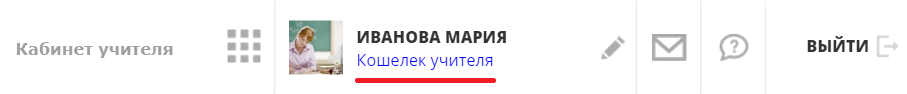 Кабинет учителя
ИВАНОВА МАРИЯ
Кошелек учителя
ВЫЙТИ